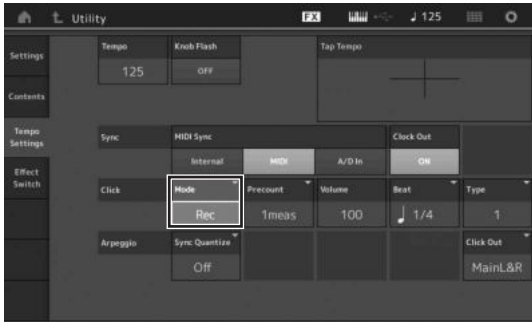 Utility FX 125
Settings
Contents
Tempo Settings
Effect Switch
Tempo
125
Knob Flash
OFF
Tap Tempo
Sync
MIDI Sync
Internal MIDI A/D In
Clock Out
ON
Click
Mode
Rec
Precount
1meas
Volume
100
Beat
1/4
Type
1
Arpeggio
Sync Quantize
Off
Click Out
MainL&R